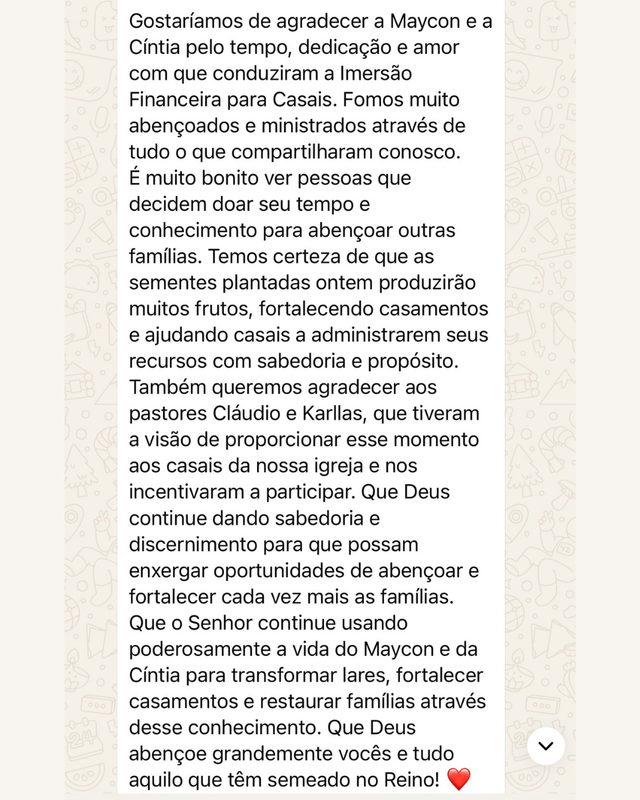 Gostaríamos de agradecer a Maycon e a
Cíntia pelo tempo, dedicação e amor
com que conduziram a Imersão
Financeira para Casais. Fomos muito
abençoados e ministrados através de
tudo o que compartilharam conosco.
É muito bonito ver pessoas que
decidem doar seu tempo e
conhecimento para abençoar outras
famílias. Temos certeza de que as
sementes plantadas ontem produzirão
muitos frutos, fortalecendo casamentos
e ajudando casais a administrarem seus
recursos com sabedoria e propósito.
Também queremos agradecer aos
pastores Cláudio e Karllas, que tiveram
a visão de proporcionar esse momento
aos casais da nossa igreja e nos
incentivaram a participar. Que Deus
continue dando sabedoria e
discernimento para que possam
enxergar oportunidades de abençoar e
fortalecer cada vez mais as famílias.
Que o Senhor continue usando
poderosamente a vida do Maycon e da
Cíntia para transformar lares, fortalecer
casamentos e restaurar famílias através
desse conhecimento. Que Deus
abençoe grandemente vocês e tudo
aquilo que têm semeado no Reino! ❤️